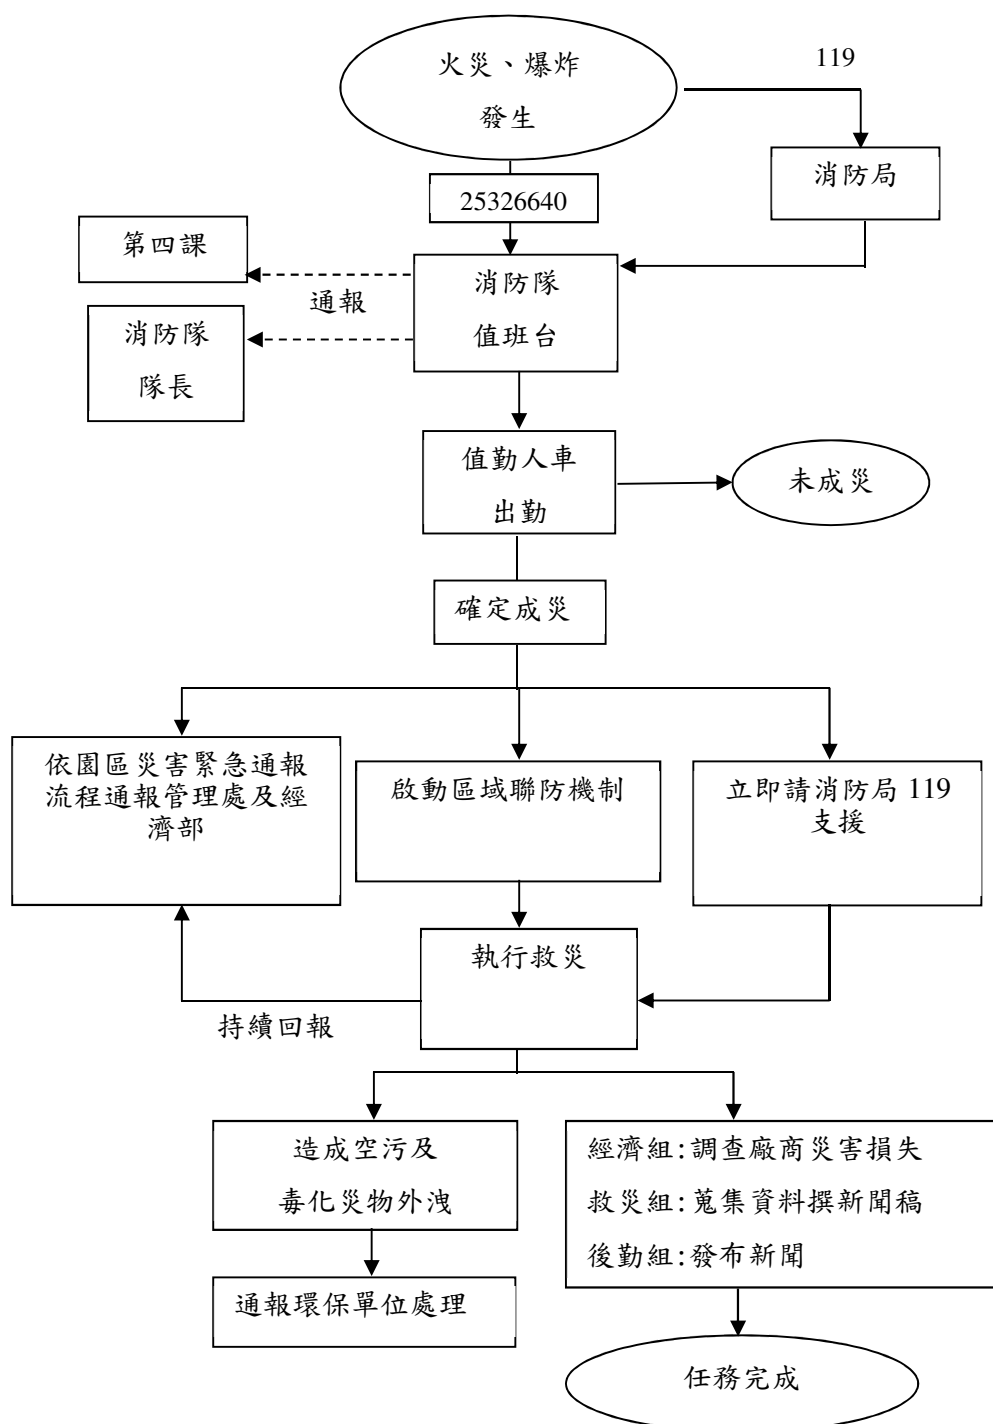 火災、爆炸
發生
119
消防局
25326640
第四課
通報
消防隊
值班台
消防隊
隊長
值勤人車
出勤
未成災
確定成災
依園區災害緊急通報
流程通報管理處及經
濟部
啟動區域聯防機制
立即請消防局 119
支援
執行救災
持續回報
造成空污及
毒化災物外洩
經濟組:調查廠商災害損失
救災組:蒐集資料撰新聞稿
後勤組:發布新聞
通報環保單位處理
任務完成